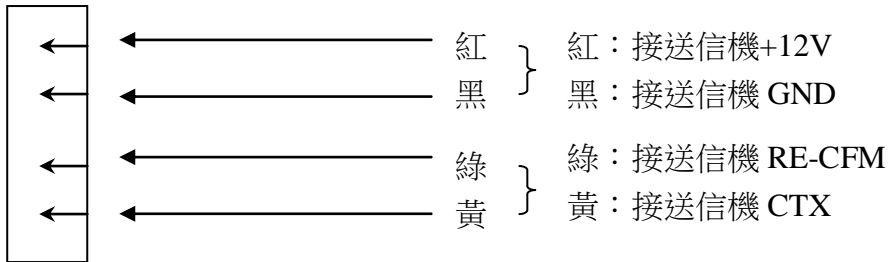 紅 紅：接送信機+12V
黑 黑：接送信機 GND
綠 綠：接送信機 RE-CFM
黃 黃：接送信機 CTX